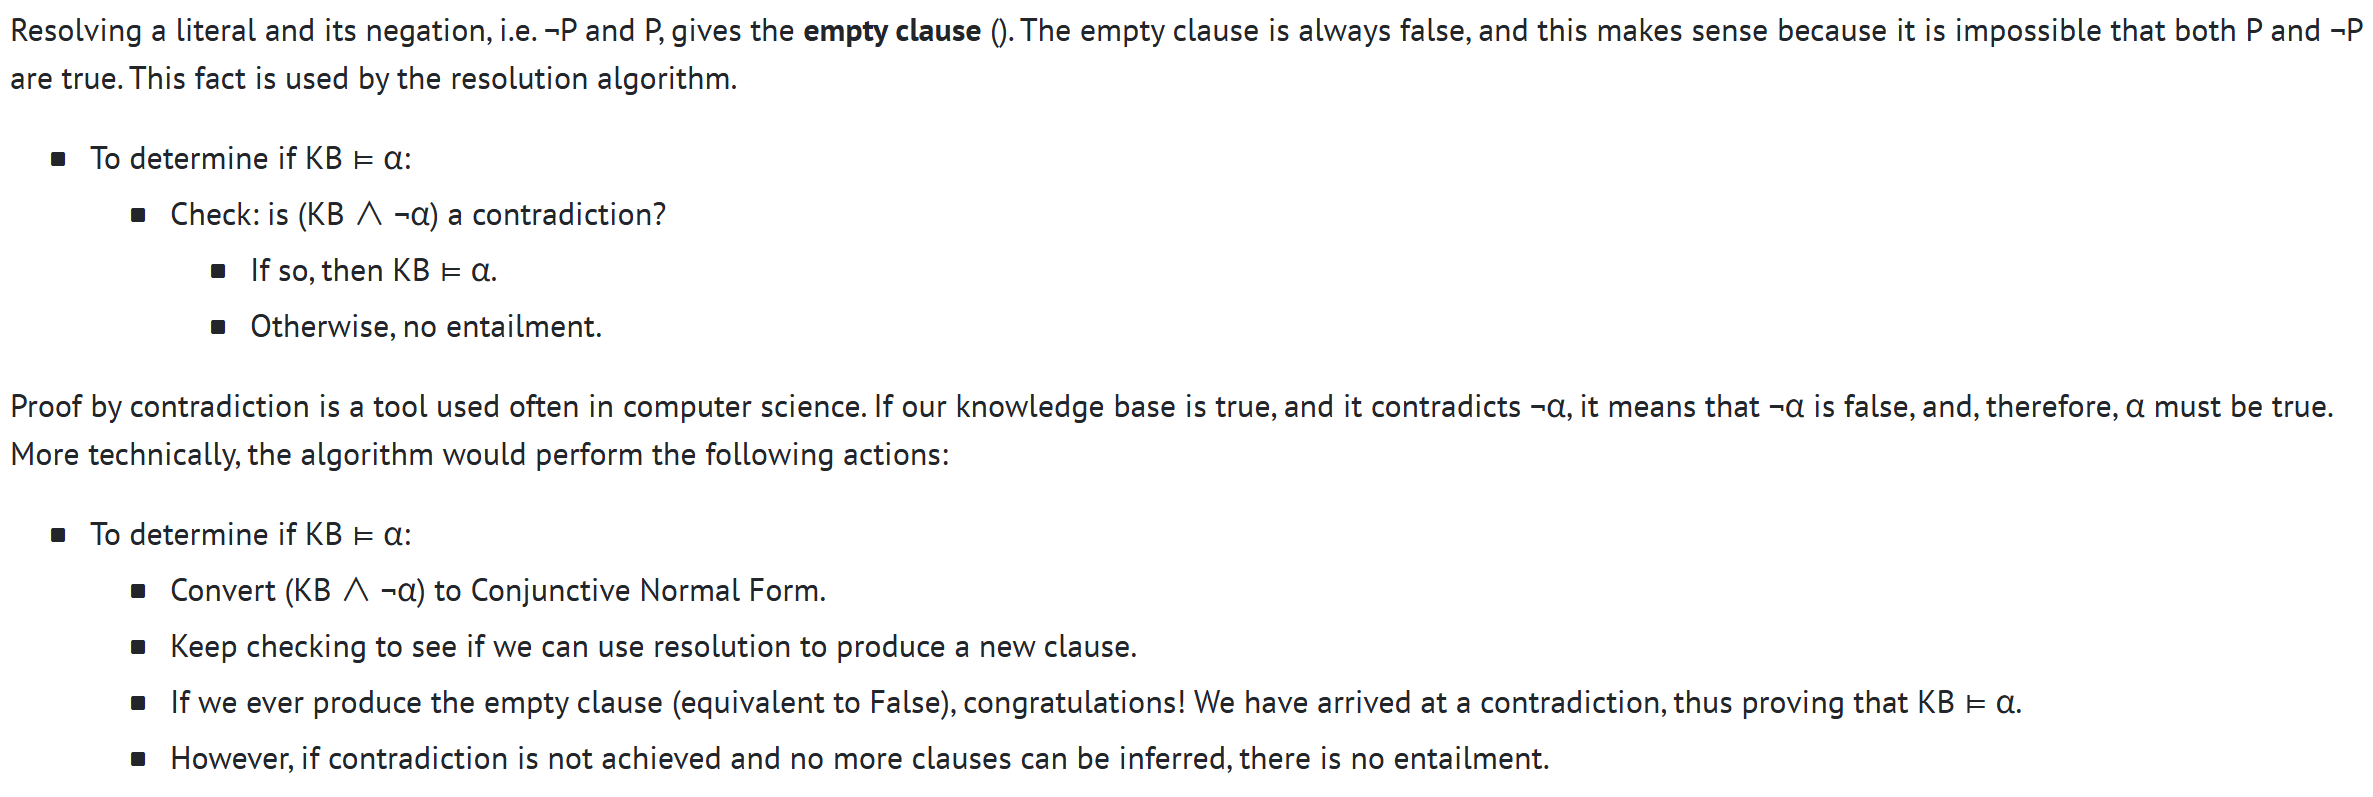 Resolving a literal and its negation, i.e. ¬P and P, gives the empty clause (). The empty clause is always false, and this makes sense because it is impossible that both P and ¬P
are true. This fact is used by the resolution algorithm.
■ To determine if KB ⊨ α:
■ Check: is (KB ⋀ ¬α) a contradiction?
■ If so, then KB ⊨ α.
■ Otherwise, no entailment.
Proof by contradiction is a tool used often in computer science. If our knowledge base is true, and it contradicts ¬α, it means that ¬α is false, and, therefore, α must be true.
More technically, the algorithm would perform the following actions:
■ To determine if KB ⊨ α:
■ Convert (KB ⋀ ¬α) to Conjunctive Normal Form.
■ Keep checking to see if we can use resolution to produce a new clause.
■ If we ever produce the empty clause (equivalent to False), congratulations! We have arrived at a contradiction, thus proving that KB ⊨ α.
■ However, if contradiction is not achieved and no more clauses can be inferred, there is no entailment.